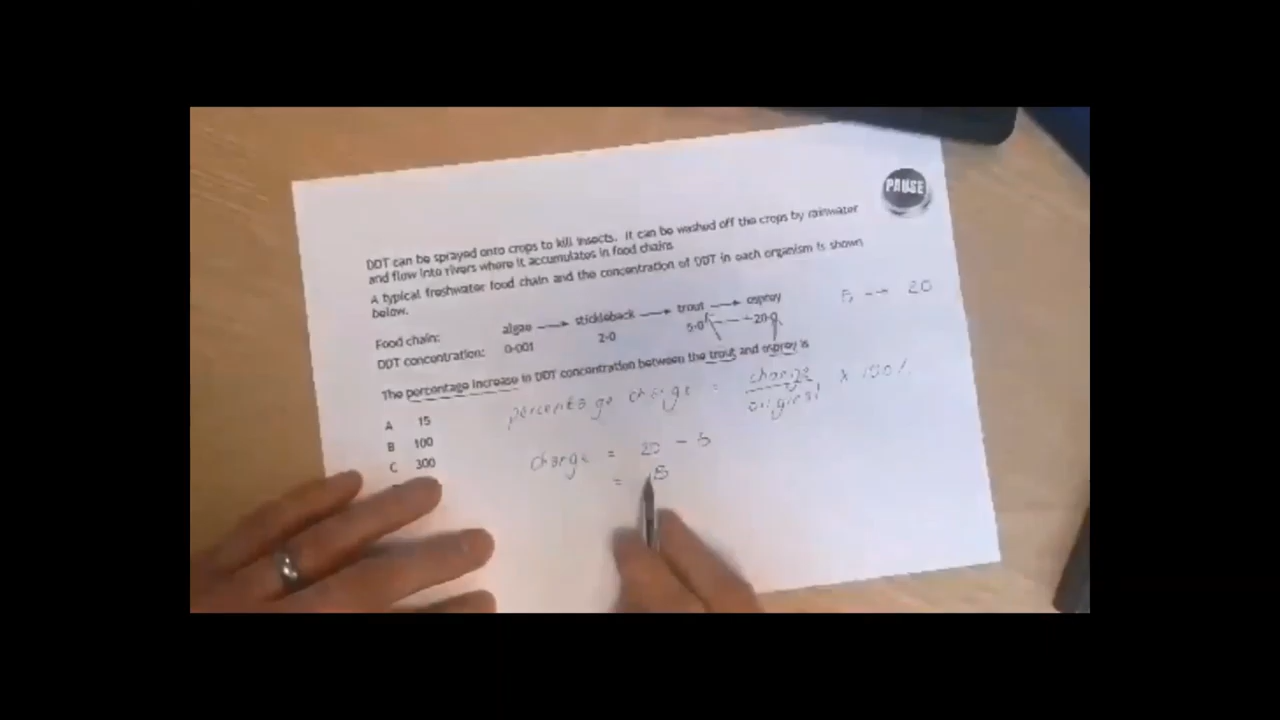 PAUSE
DDT can be sprayed onto crops to kill insects. It can be washed off the crops by rainwater
and flow into rivers where it accumulates in food chains
A typical freshwater food chain and the concentration of DDT in each organism is shown
below.
5 --- 20
Food chain: algae → stickleback → trout → osprey
DDT concentration: 0·001 2·0 5·0 20·0
The percentage increase in DDT concentration between the trout and osprey is
percentage change = change / original × 100%
A 15
B 100
C 300
change = 20 - 5
= 15